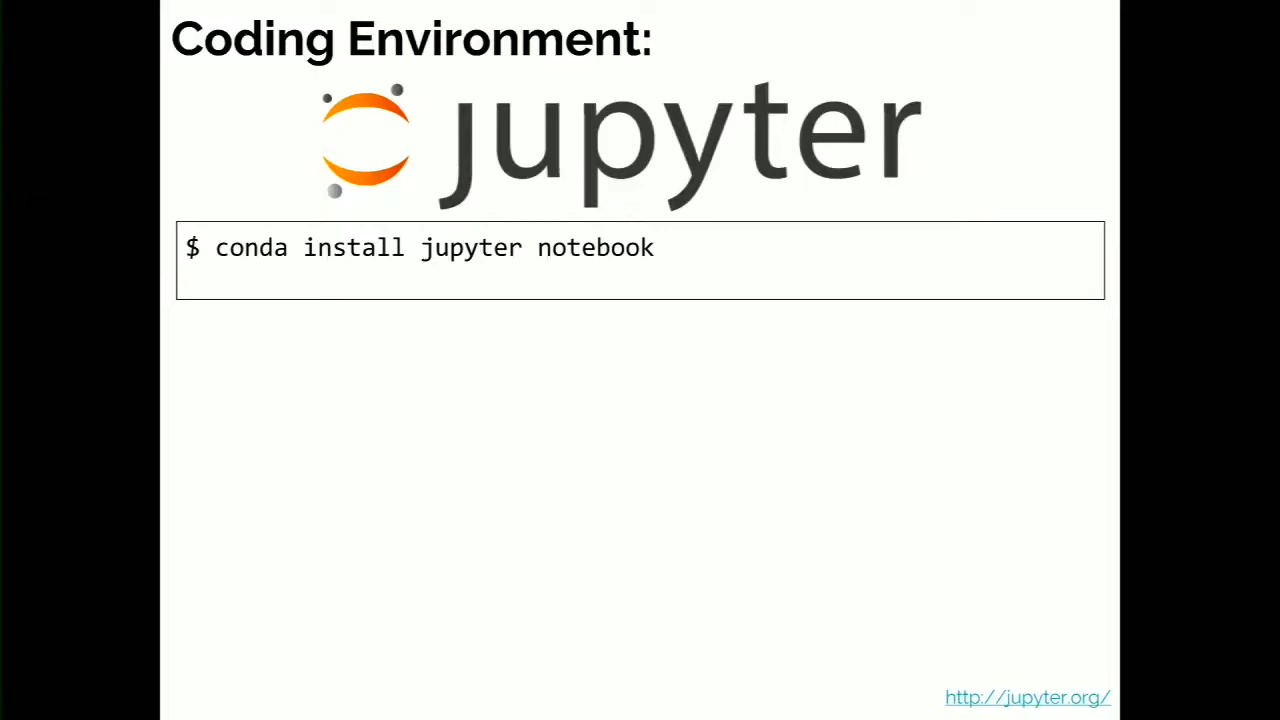 Coding Environment:
jupyter
$ conda install jupyter notebook
http://jupyter.org/